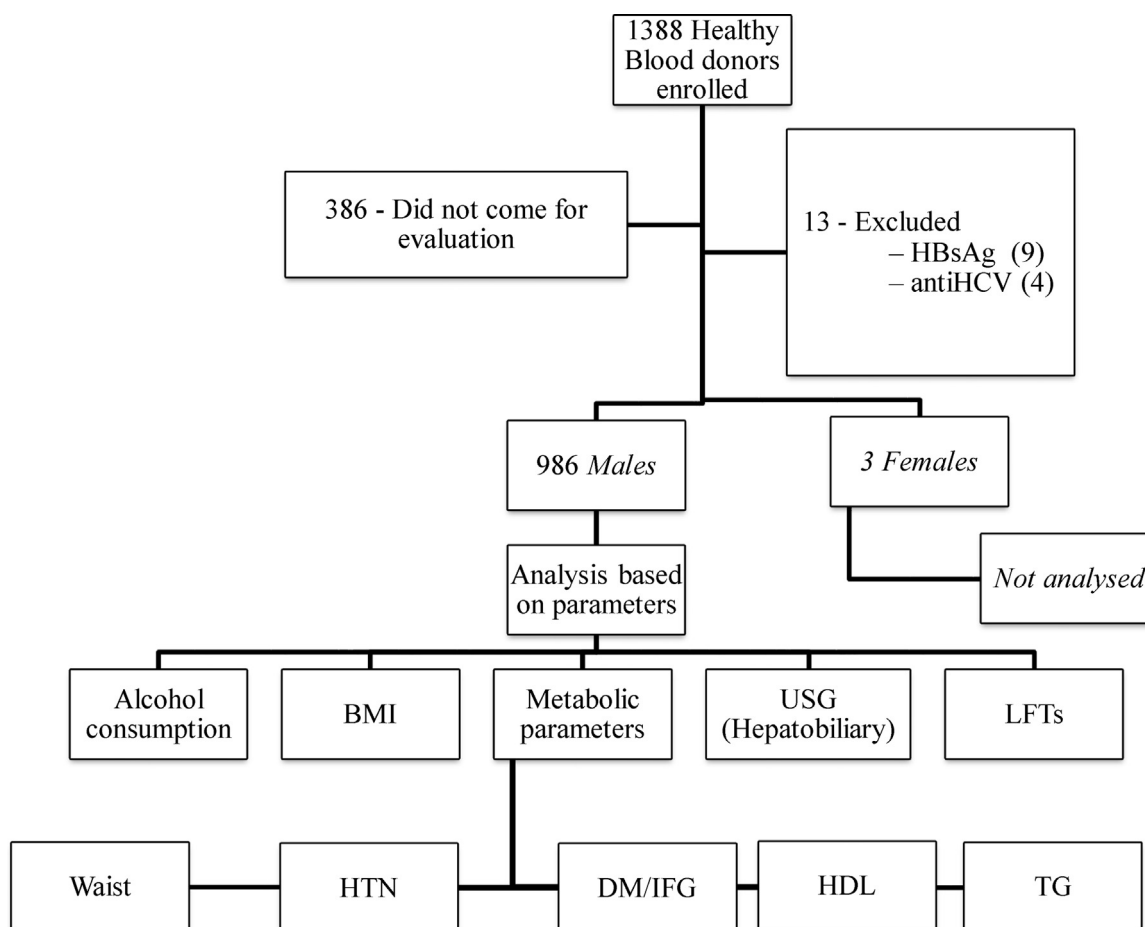 1388 Healthy
Blood donors
enrolled
386 - Did not come for
evaluation
13 - Excluded
– HBsAg (9)
– antiHCV (4)
986 Males
3 Females
Analysis based
on parameters
Not analysed
Alcohol
consumption
BMI
Metabolic
parameters
USG
(Hepatobiliary)
LFTs
Waist
HTN
DM/IFG
HDL
TG